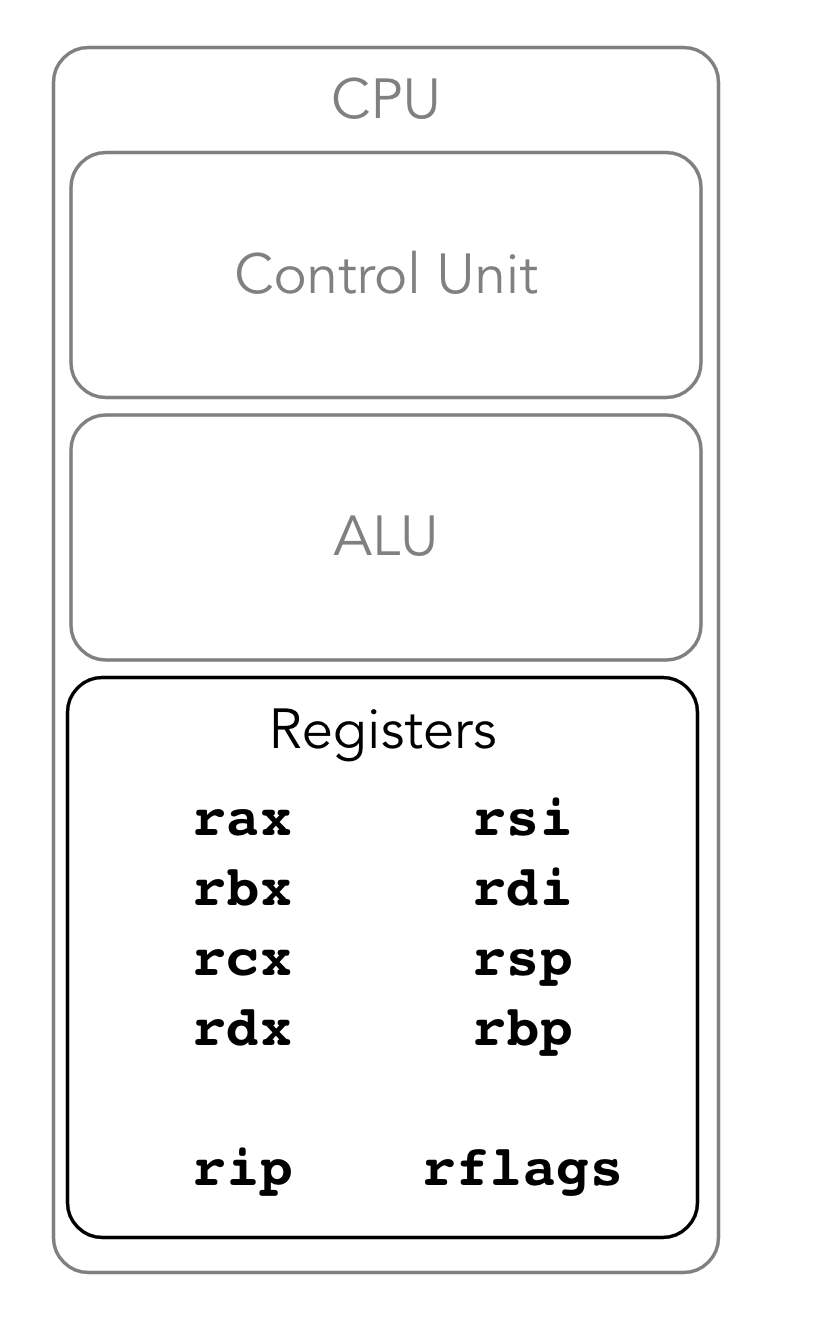 CPU
Control Unit
ALU
Registers
rax rsi
rbx rdi
rcx rsp
rdx rbp
rip rflags